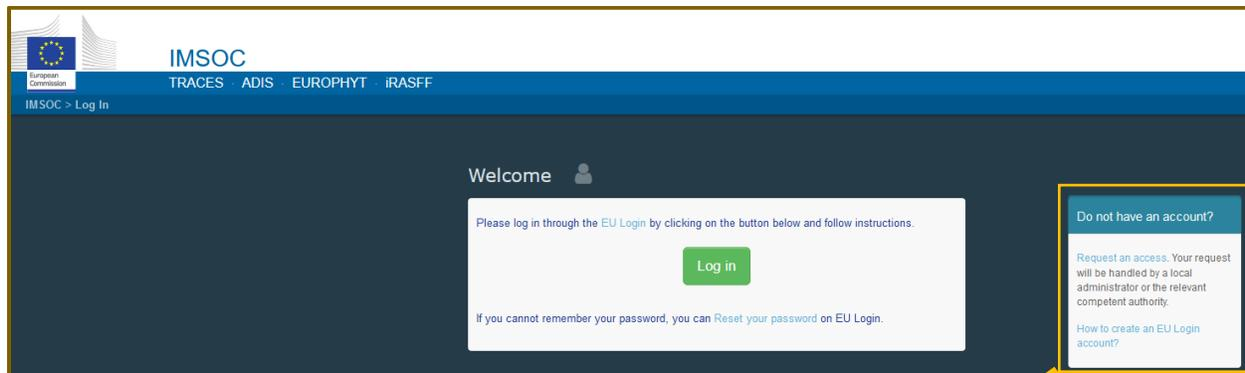 European
Commission
IMSOC
TRACES · ADIS · EUROPHYT · iRASFF
IMSOC > Log In
Welcome
Please log in through the EU Login by clicking on the button below and follow instructions.
Log in
If you cannot remember your password, you can Reset your password on EU Login.
Do not have an account?
Request an access. Your request
will be handled by a local
administrator or the relevant
competent authority.
How to create an EU Login
account?